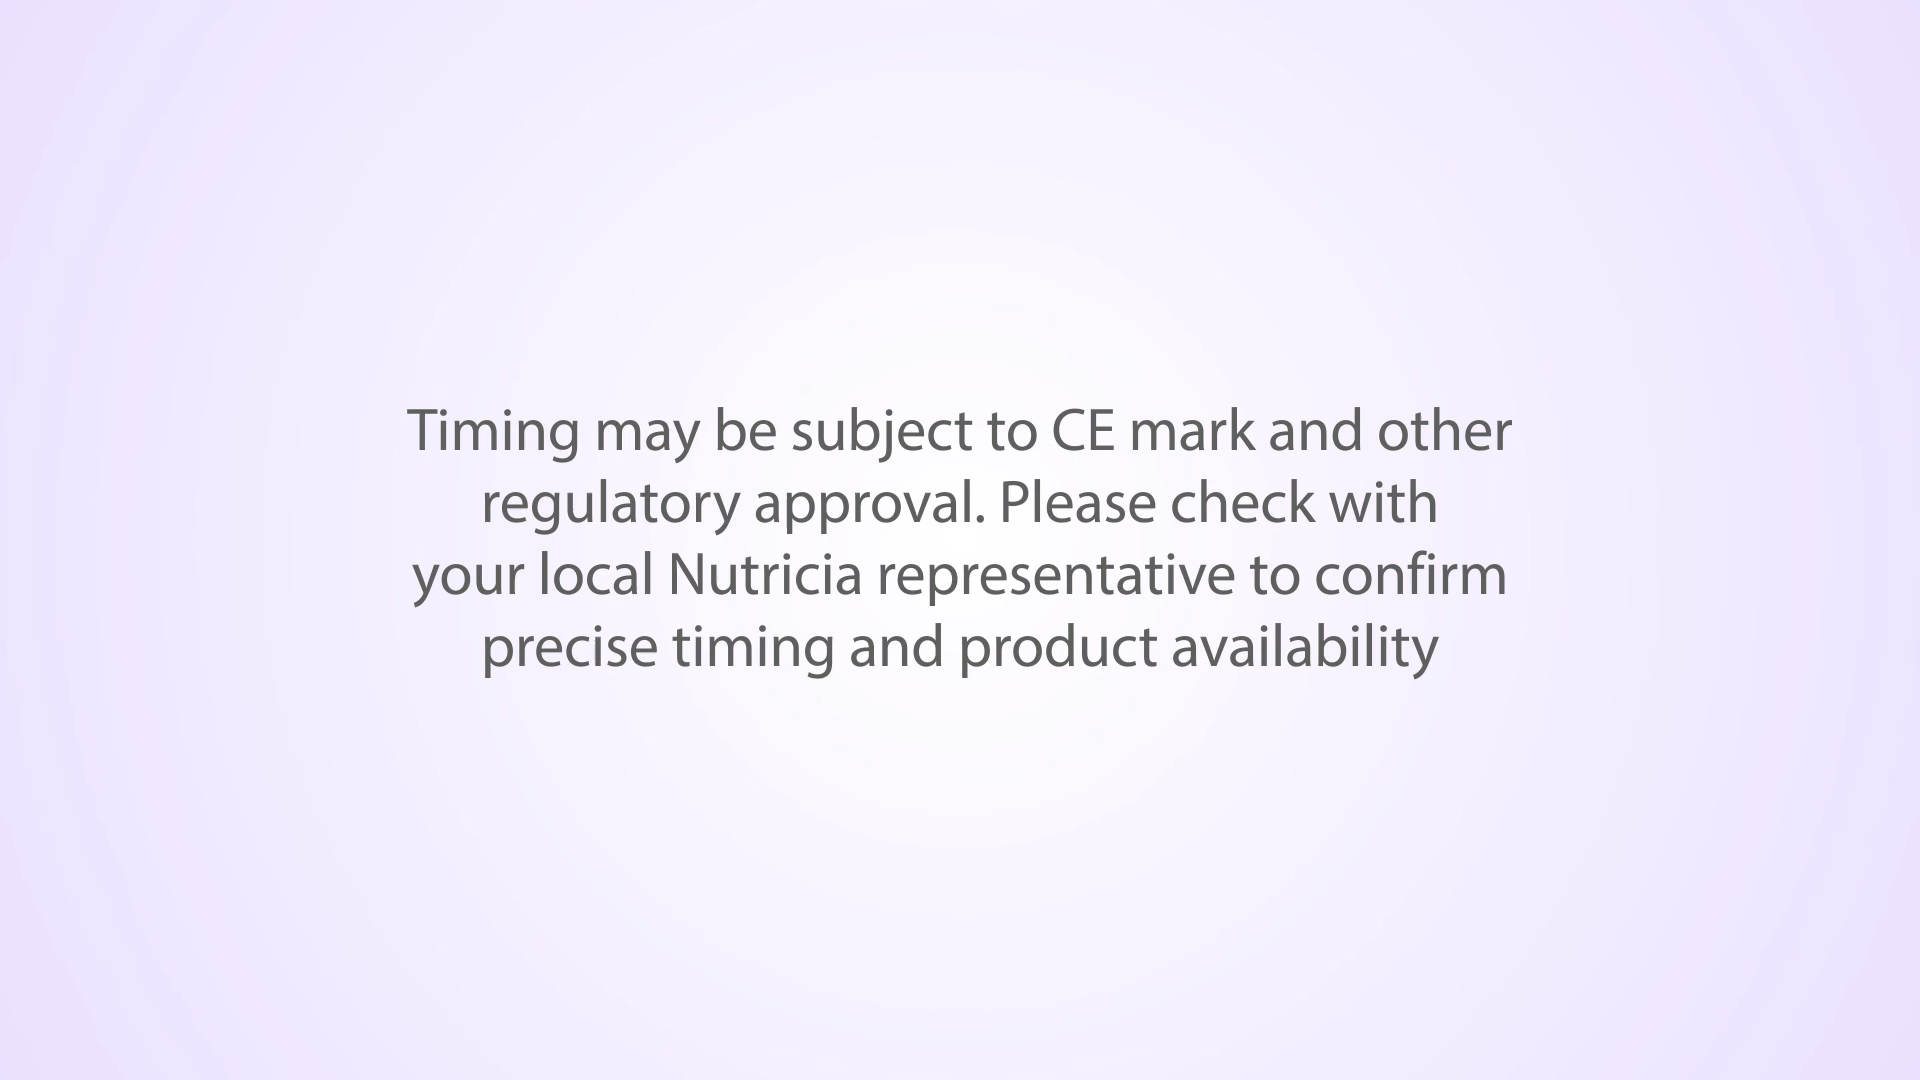 Timing may be subject to CE mark and other
regulatory approval. Please check with
your local Nutricia representative to confirm
precise timing and product availability